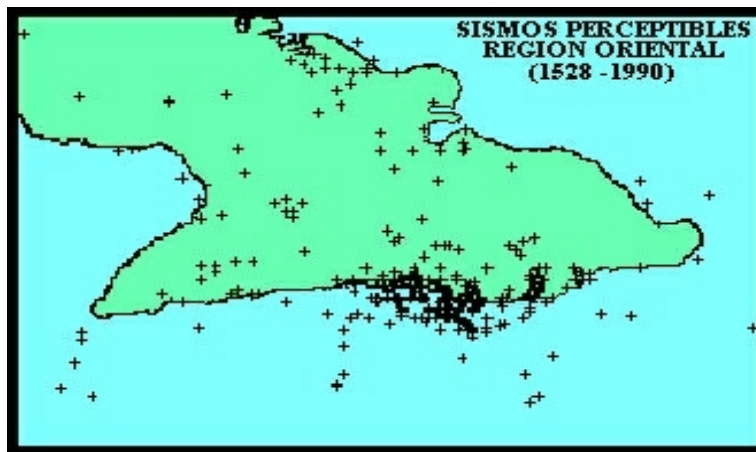 SISMOS PERCEPTIBLES
REGION ORIENTAL
(1528 -1990)